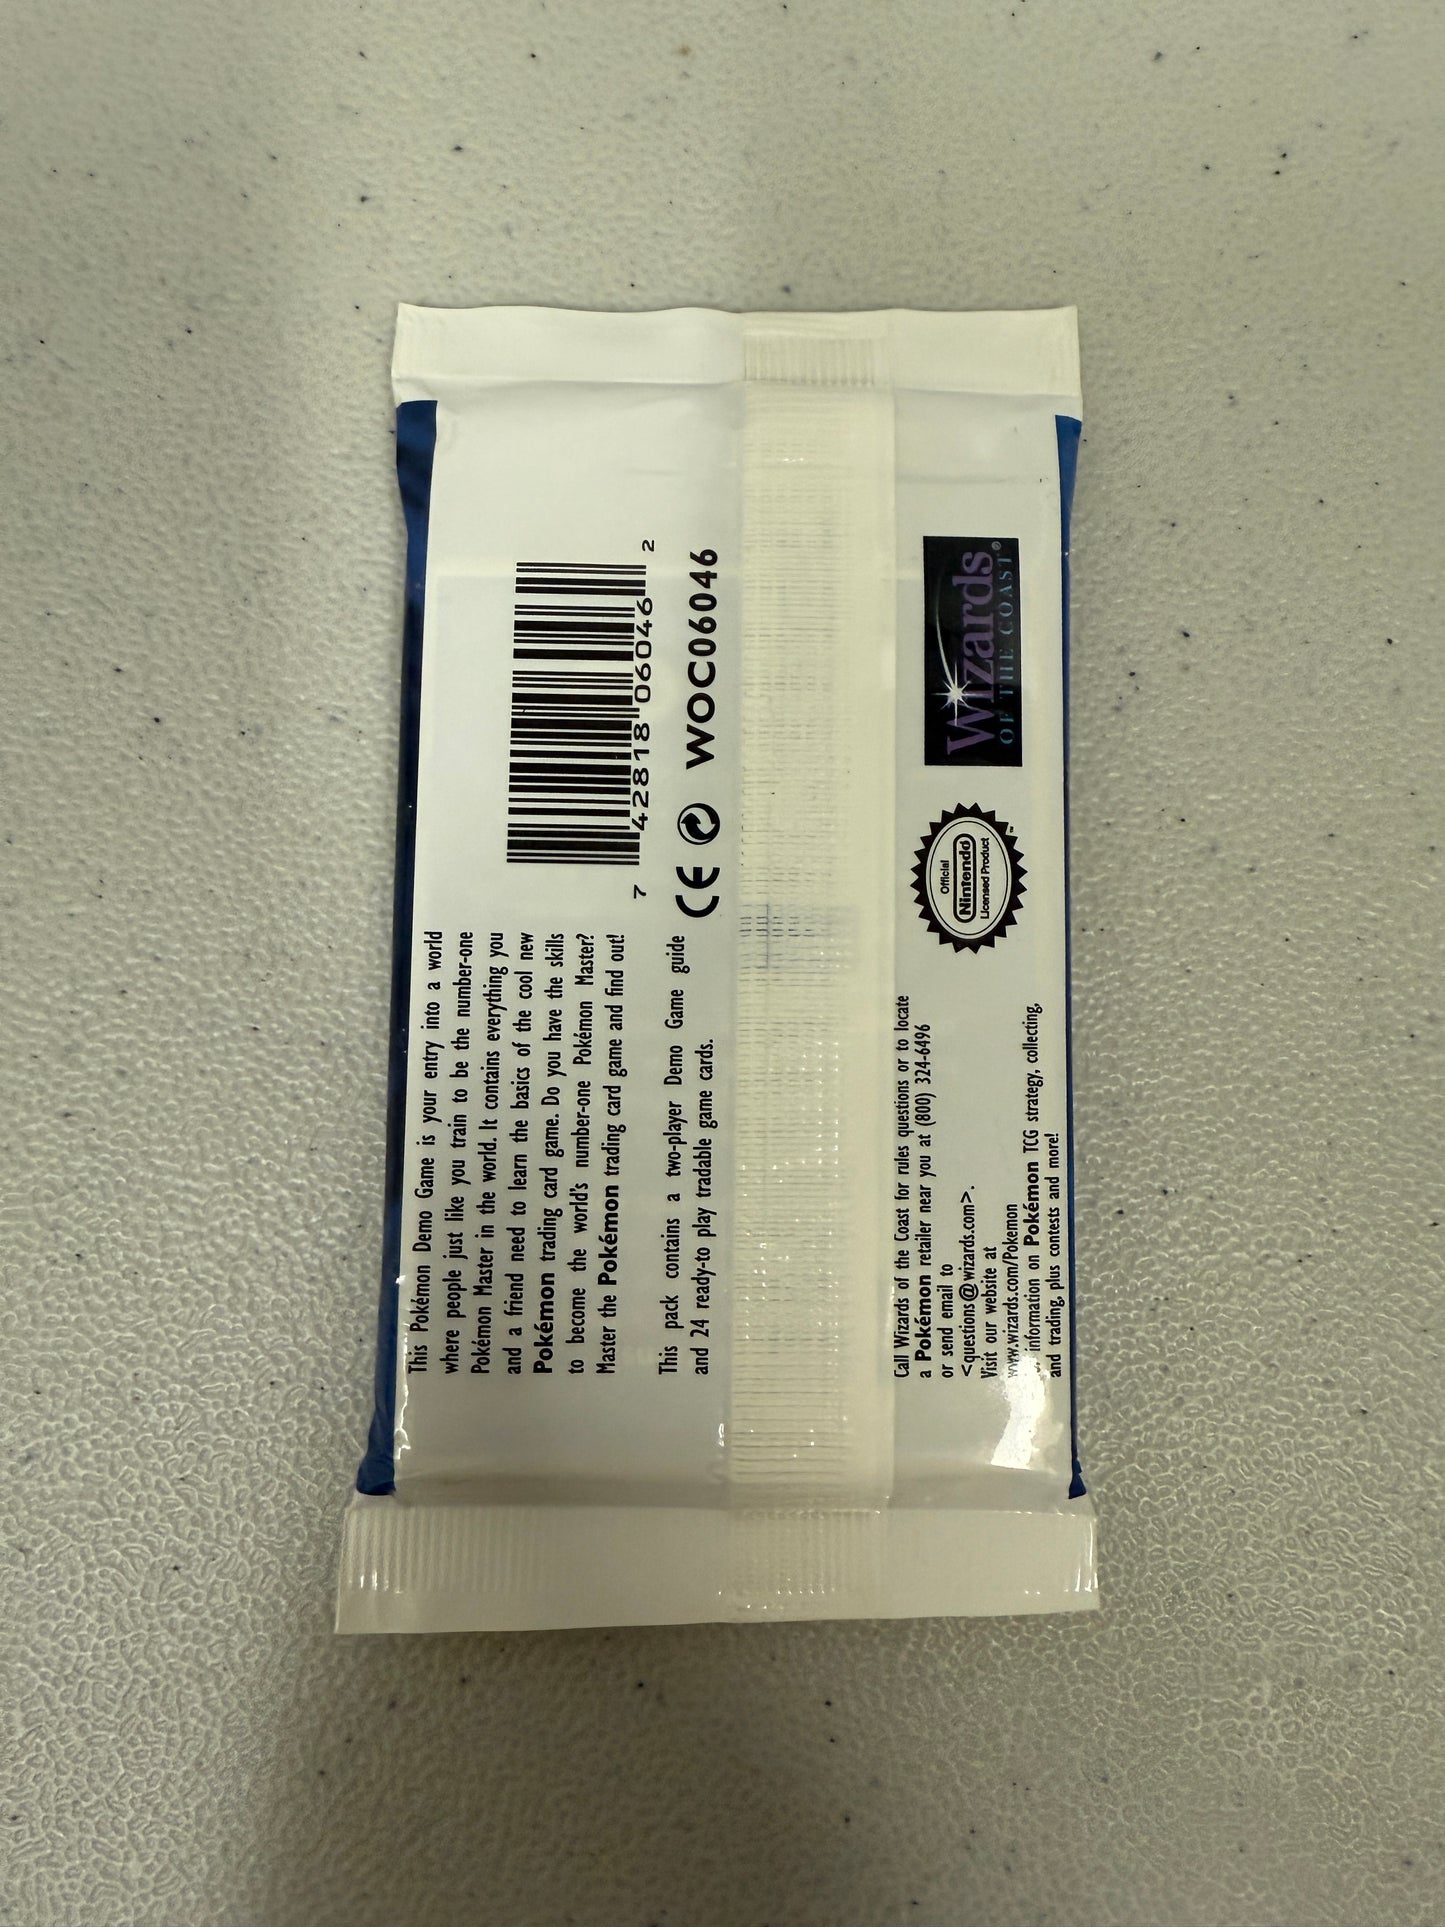 This Pokémon Demo Game is your entry into a world
where people just like you train to be the number-one
Pokémon Master in the world. It contains everything you
and a friend need to learn the basics of the cool new
Pokémon trading card game. Do you have the skills
to become the world's number-one Pokémon Master?
Master the Pokémon trading card game and find out!
This pack contains a two-player Demo Game guide
and 24 ready-to play tradable game cards.
7 42818 06046 2
CE WOC06046
Call Wizards of the Coast for rules questions or to locate
a Pokémon retailer near you at (800) 324-6496
or send email to
<questions@wizards.com>.
Visit our website at
www.wizards.com/Pokemon
information on Pokémon TCG strategy, collecting,
and trading, plus contests and more!
Official
Nintendo
Licensed Product
™
Wizards
OF THE COAST®